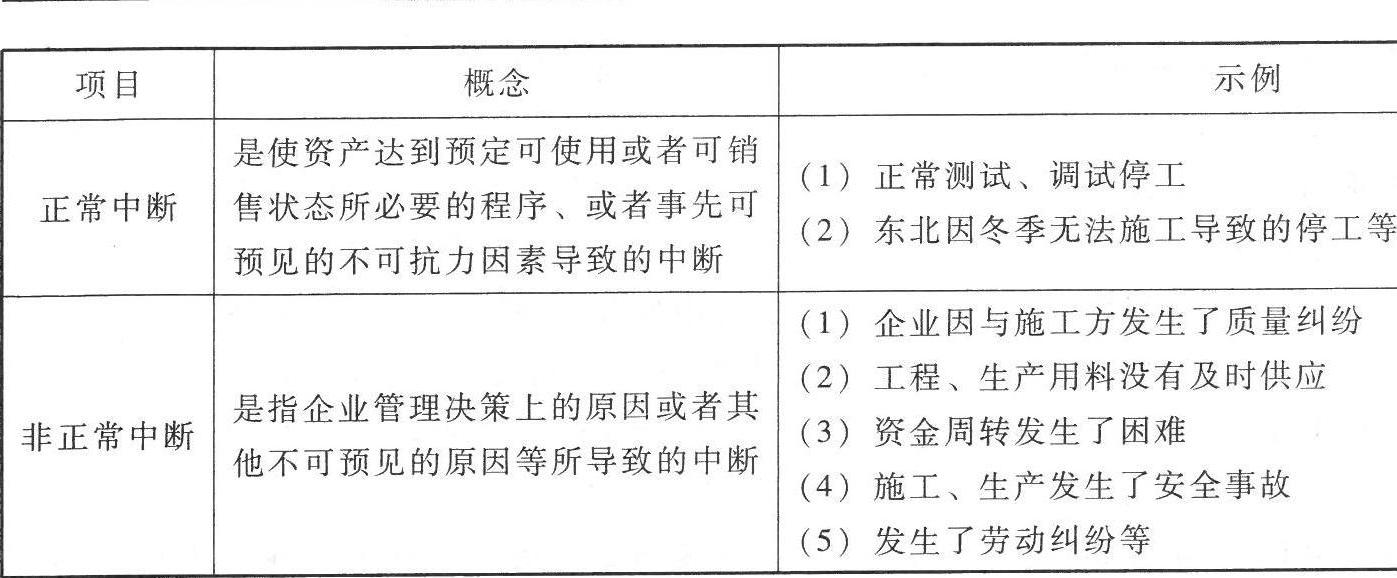 项目 概念 示例
正常中断
是使资产达到预定可使用或者可销
售状态所必要的程序、或者事先可
预见的不可抗力因素导致的中断
(1) 正常测试、调试停工
(2) 东北因冬季无法施工导致的停工等
非正常中断
是指企业管理决策上的原因或者其
他不可预见的原因等所导致的中断
(1) 企业因与施工方发生了质量纠纷
(2) 工程、生产用料没有及时供应
(3) 资金周转发生了困难
(4) 施工、生产发生了安全事故
(5) 发生了劳动纠纷等